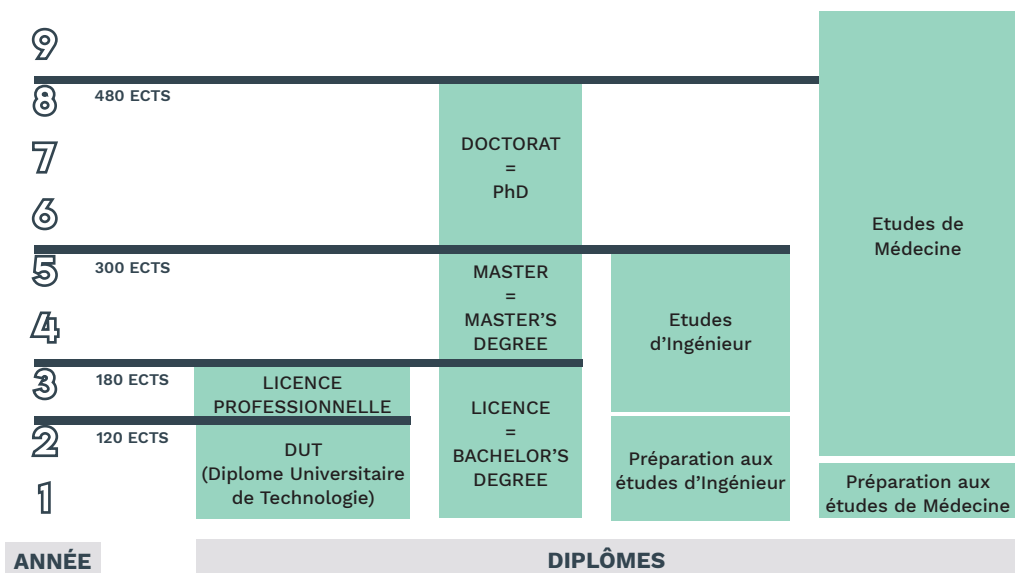 9
8
480 ECTS
7
6
5
300 ECTS
4
3
180 ECTS
2
120 ECTS
1
LICENCE
PROFESSIONNELLE
DUT
(Diplome Universitaire
de Technologie)
DOCTORAT
=
PhD
MASTER
=
MASTER'S
DEGREE
LICENCE
=
BACHELOR'S
DEGREE
Etudes
d'Ingénieur
Préparation aux
études d'Ingénieur
Etudes de
Médecine
Préparation aux
études de Médecine
ANNÉE
DIPLÔMES